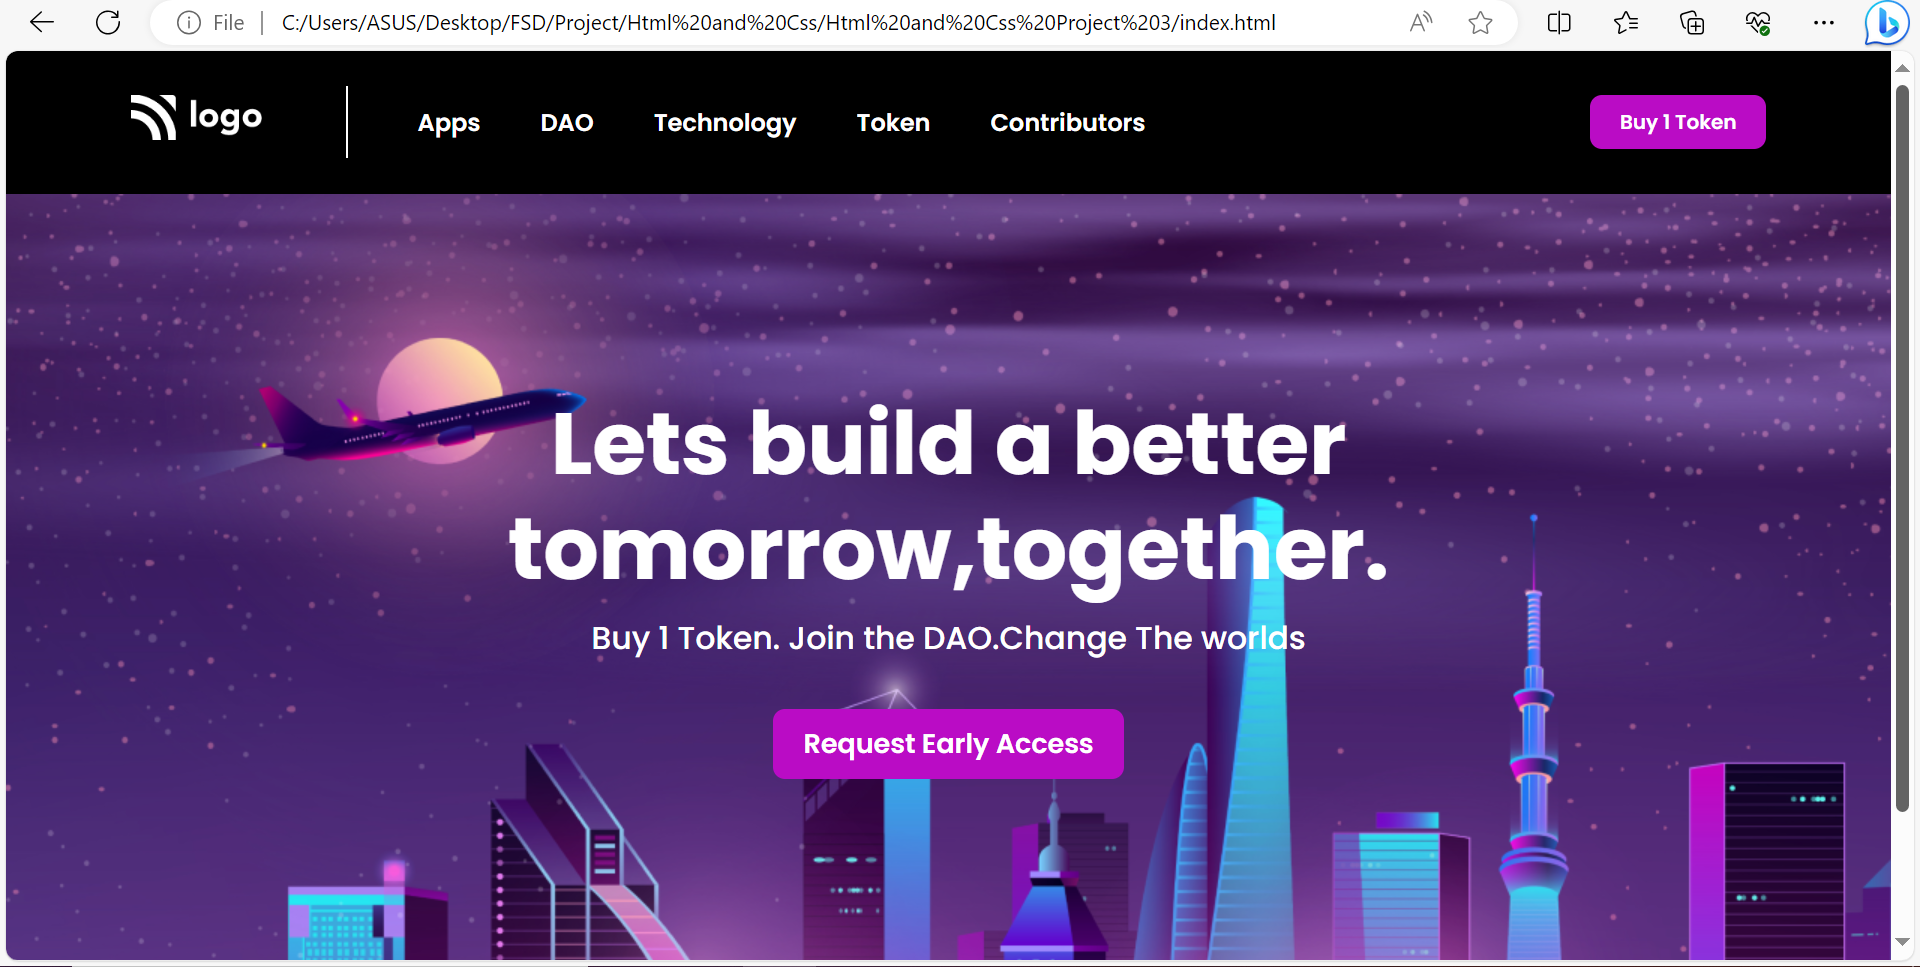 File
C:/Users/ASUS/Desktop/FSD/Project/Html%20and%20Css/Html%20and%20Css%20Project%203/index.html
logo
Apps DAO Technology Token Contributors
Buy 1 Token
Lets build a better
tomorrow,together.
Buy 1 Token. Join the DAO.Change The worlds
Request Early Access